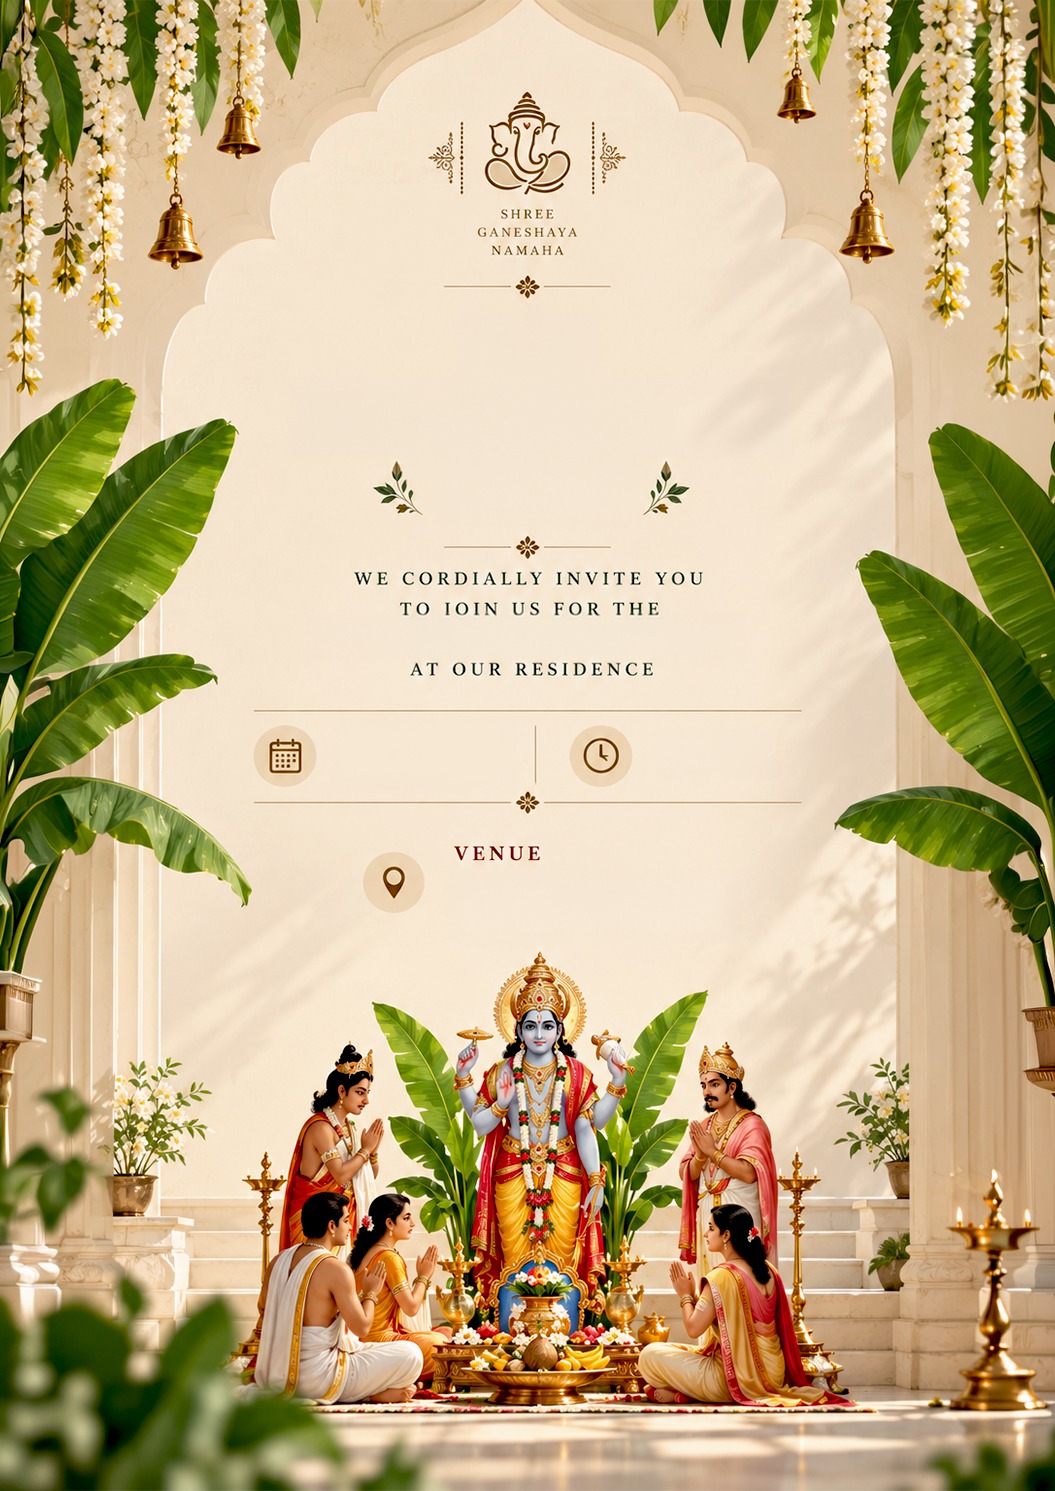 SHREE
GANESHAYA
NAMAHA
WE CORDIALLY INVITE YOU
TO IOIN US FOR THE
AT OUR RESIDENCE
VENUE